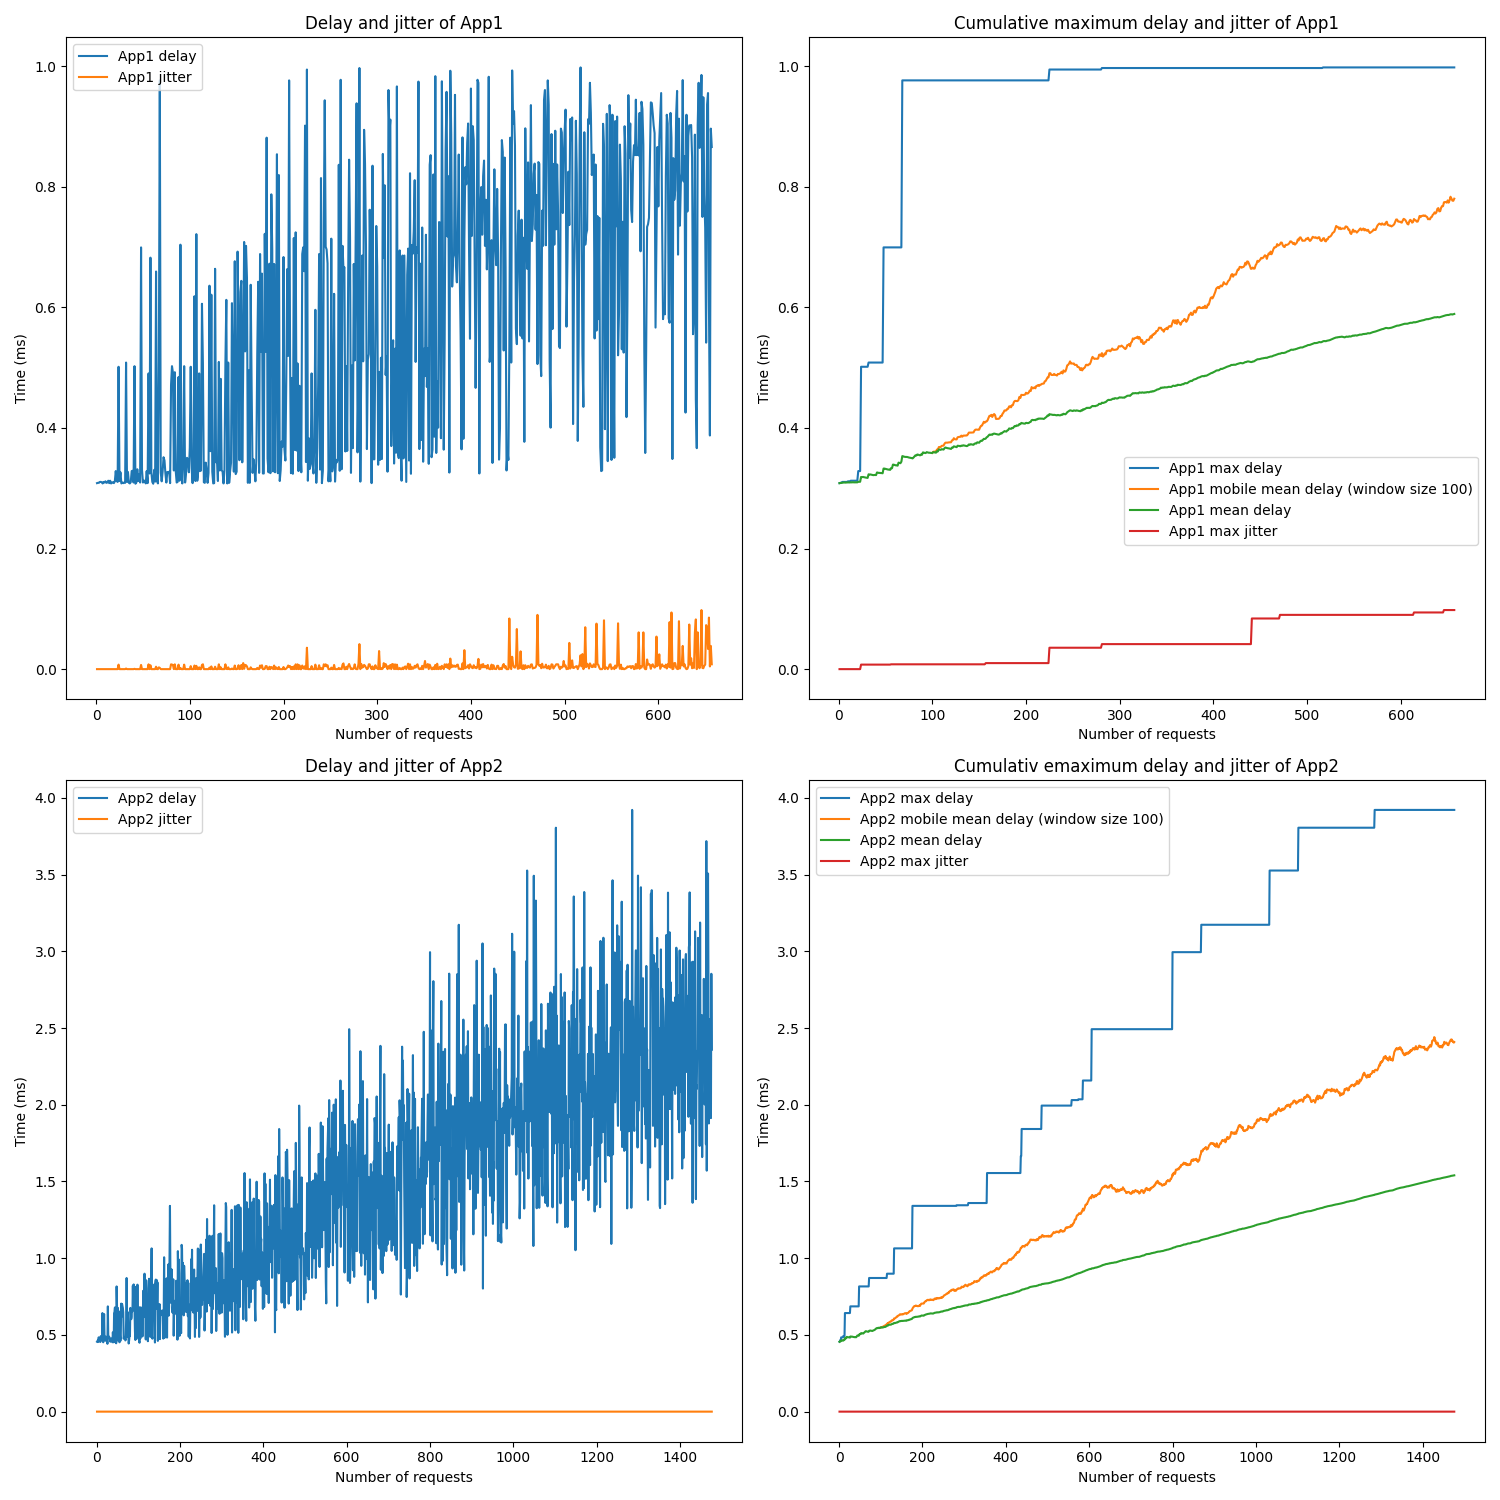 Delay and jitter of App1
App1 delay
App1 jitter
1.0
0.8
0.6
0.4
0.2
0.0
Time (ms)
0 100 200 300 400 500 600
Number of requests
Cumulative maximum delay and jitter of App1
1.0
0.8
0.6
0.4
0.2
0.0
Time (ms)
App1 max delay
App1 mobile mean delay (window size 100)
App1 mean delay
App1 max jitter
0 100 200 300 400 500 600
Number of requests
Delay and jitter of App2
App2 delay
App2 jitter
4.0
3.5
3.0
2.5
2.0
1.5
1.0
0.5
0.0
Time (ms)
0 200 400 600 800 1000 1200 1400
Number of requests
Cumulativ emaximum delay and jitter of App2
App2 max delay
App2 mobile mean delay (window size 100)
App2 mean delay
App2 max jitter
4.0
3.5
3.0
2.5
2.0
1.5
1.0
0.5
0.0
Time (ms)
0 200 400 600 800 1000 1200 1400
Number of requests